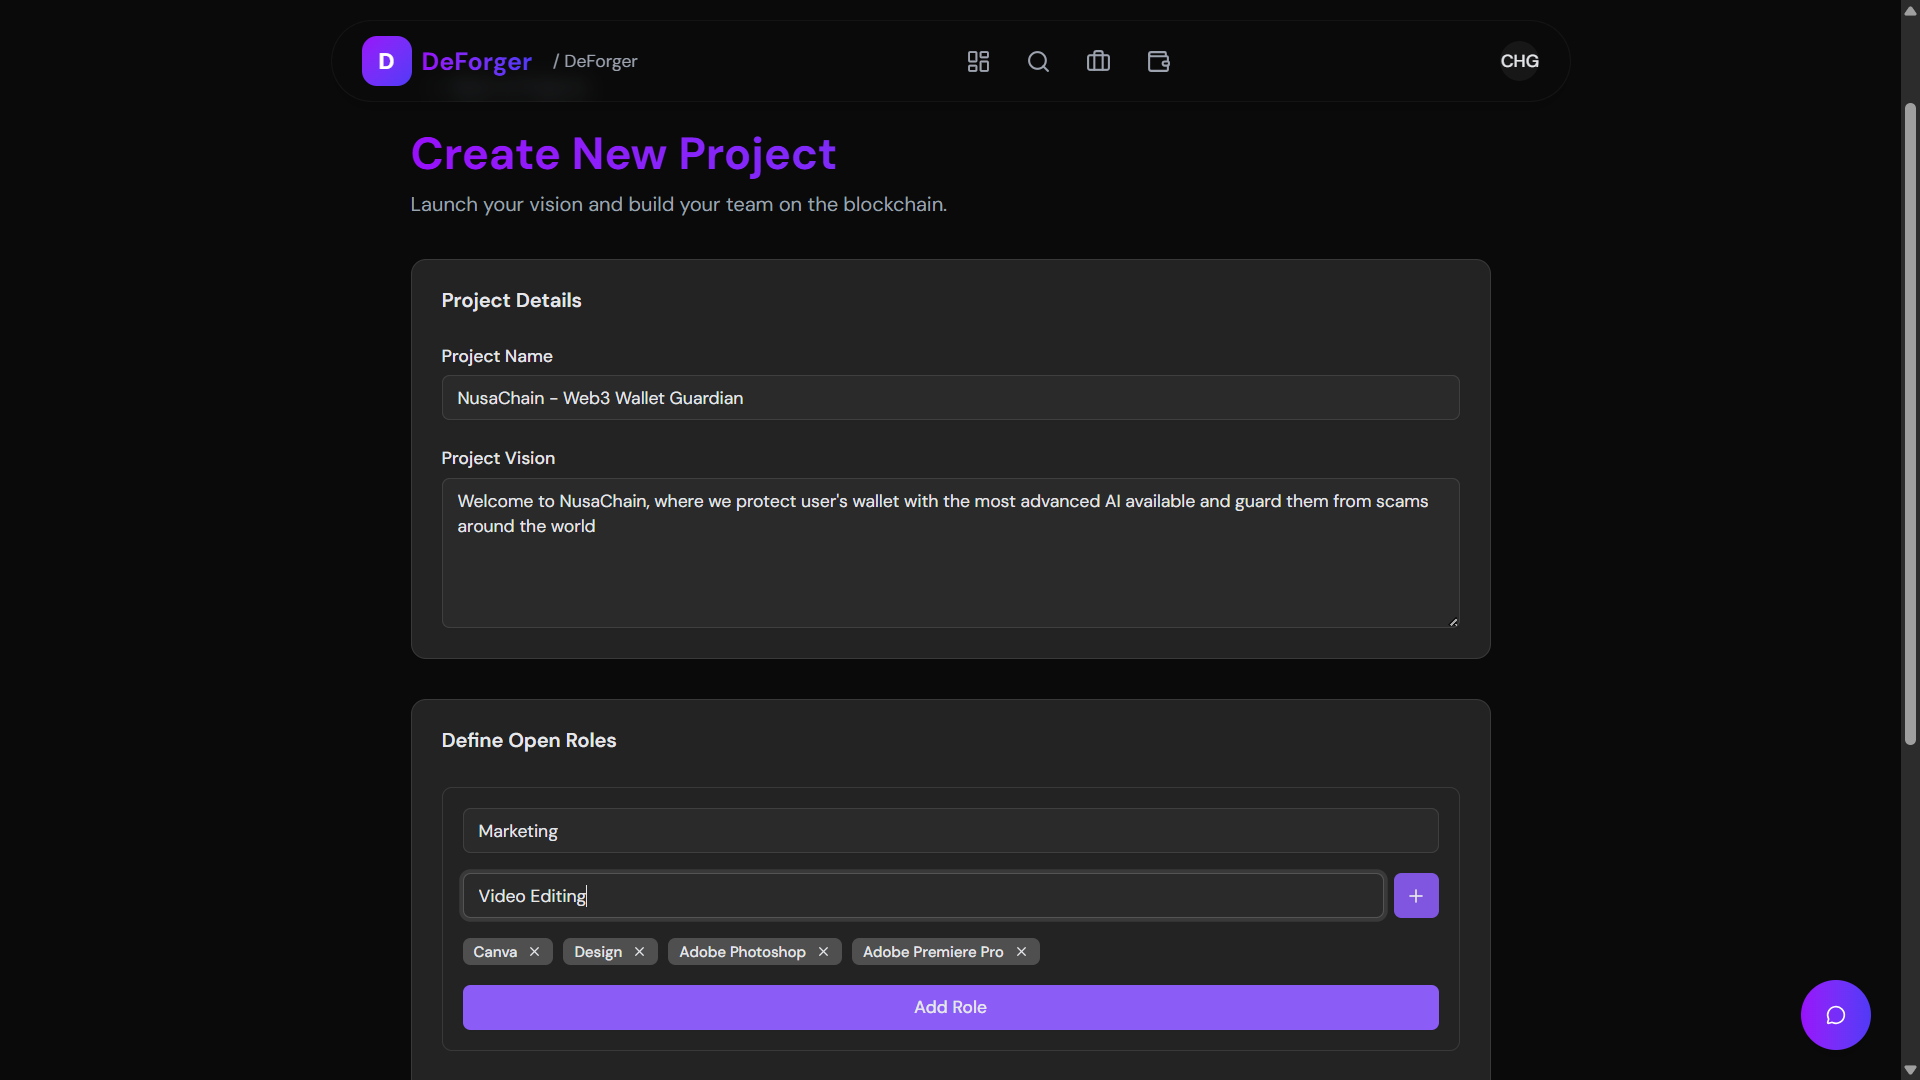 D DeForger / DeForger CHG
Create New Project
Launch your vision and build your team on the blockchain.
Project Details
Project Name
NusaChain - Web3 Wallet Guardian
Project Vision
Welcome to NusaChain, where we protect user's wallet with the most advanced AI available and guard them from scams
around the world
Define Open Roles
Marketing
Video Editing
Canva Design Adobe Photoshop Adobe Premiere Pro
Add Role